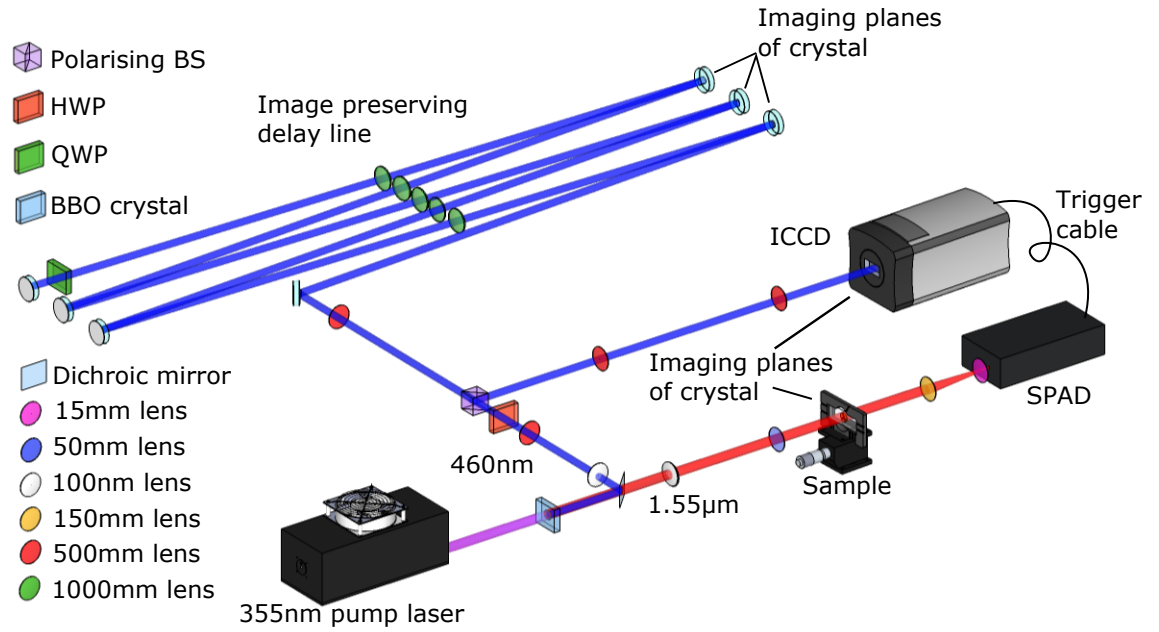 Imaging planes
of crystal
Polarising BS
HWP
QWP
BBO crystal
Image preserving
delay line
ICCD
Trigger
cable
Imaging planes
of crystal
SPAD
Dichroic mirror
15mm lens
50mm lens
100nm lens
150mm lens
500mm lens
1000mm lens
460nm
1.55µm
Sample
355nm pump laser